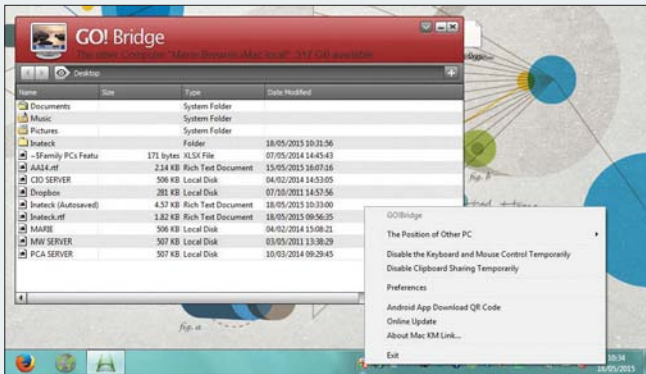 GO! Bridge
The other Computer "Maries-Bovaria-iMac local" 312 GB available
Desktop
Name Size Type Date Modified
Documents System Folder
Music System Folder
Pictures System Folder
Inateck Folder 18/05/2015 10:31:56
~$Family PCs Featu 171 bytes XLSX File 07/05/2014 14:45:43
AA14.rtf 2.14 KB Rich Text Document 15/05/2015 16:07:16
CIO SERVER 506 KB Local Disk 04/02/2014 14:53:05
Dropbox 281 KB Local Disk 07/10/2011 14:57:56
Inateck (Autosaved) 4.57 KB Rich Text Document 18/05/2015 10:33:00
Inateck.rtf 1.82 KB Rich Text Document 18/05/2015 09:56:35
MARIE 506 KB Local Disk 04/02/2014 15:08:21
MW SERVER 507 KB Local Disk 03/05/2011 13:38:29
PCA SERVER 507 KB Local Disk 10/03/2014 09:29:45
GO!Bridge
The Position of Other PC
Disable the Keyboard and Mouse Control Temporarily
Disable Clipboard Sharing Temporarily
Preferences
Android App Download QR Code
Online Update
About Mac KM Link...
Exit
fig. b
fig. a
10:34
18/05/2015